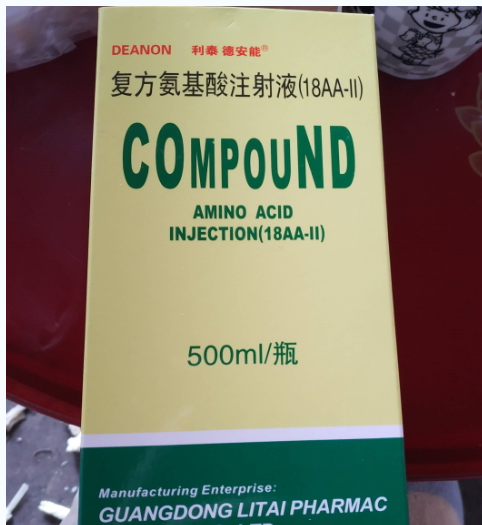 DEANON 利泰 德安能®
复方氨基酸注射液(18AA-II)
COMPOUND
AMINO ACID
INJECTION(18AA-II)
500ml/瓶
Manufacturing Enterprise:
GUANGDONG LITAI PHARMAC